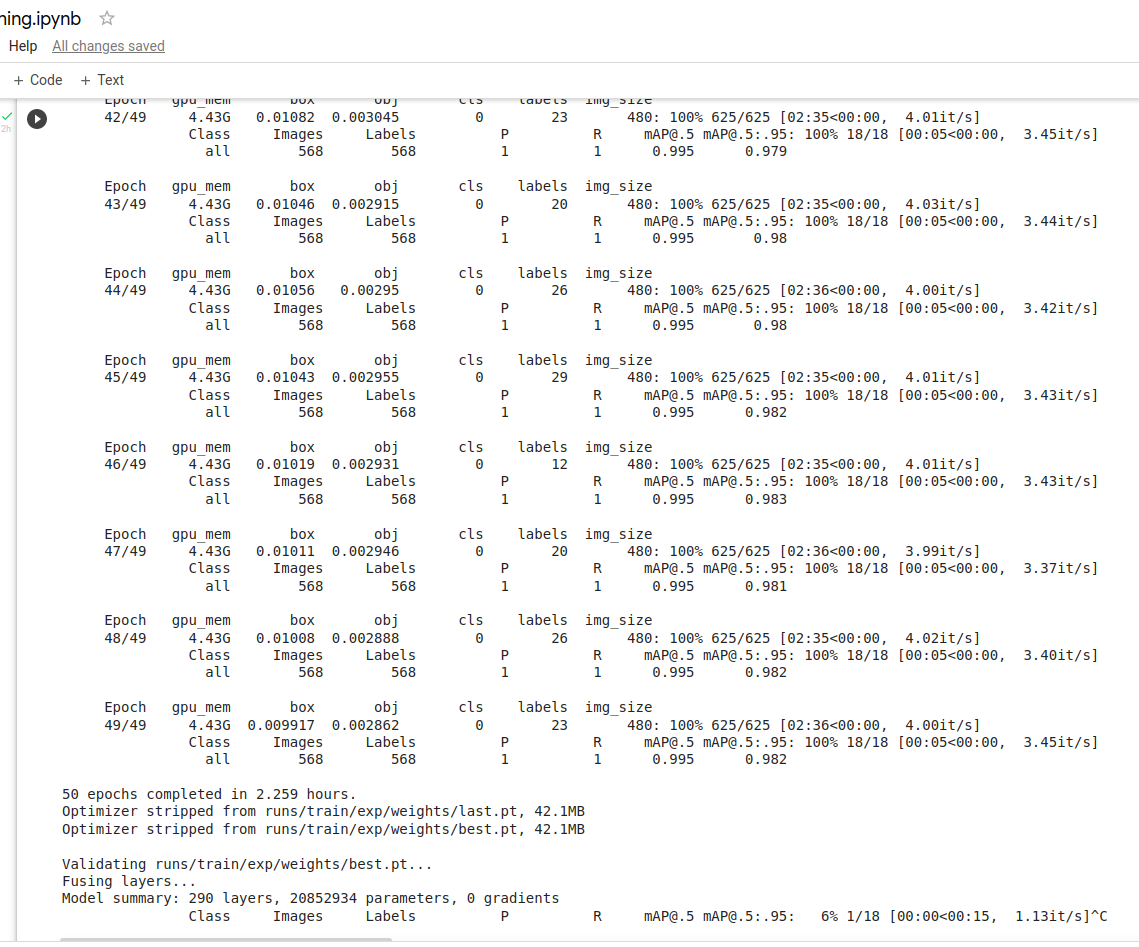 ning.ipynb ☆
Help All changes saved
+ Code + Text
Epoch gpu_mem box obj cls labels img_size
2h
42/49 4.43G 0.01082 0.003045 0 23 480: 100% 625/625 [02:35<00:00, 4.01it/s]
Class Images Labels P R mAP@.5 mAP@.5:.95: 100% 18/18 [00:05<00:00, 3.45it/s]
all 568 568 1 1 0.995 0.979
Epoch gpu_mem box obj cls labels img_size
43/49 4.43G 0.01046 0.002915 0 20 480: 100% 625/625 [02:35<00:00, 4.03it/s]
Class Images Labels P R mAP@.5 mAP@.5:.95: 100% 18/18 [00:05<00:00, 3.44it/s]
all 568 568 1 1 0.995 0.98
Epoch gpu_mem box obj cls labels img_size
44/49 4.43G 0.01056 0.00295 0 26 480: 100% 625/625 [02:36<00:00, 4.00it/s]
Class Images Labels P R mAP@.5 mAP@.5:.95: 100% 18/18 [00:05<00:00, 3.42it/s]
all 568 568 1 1 0.995 0.98
Epoch gpu_mem box obj cls labels img_size
45/49 4.43G 0.01043 0.002955 0 29 480: 100% 625/625 [02:35<00:00, 4.01it/s]
Class Images Labels P R mAP@.5 mAP@.5:.95: 100% 18/18 [00:05<00:00, 3.43it/s]
all 568 568 1 1 0.995 0.982
Epoch gpu_mem box obj cls labels img_size
46/49 4.43G 0.01019 0.002931 0 12 480: 100% 625/625 [02:35<00:00, 4.01it/s]
Class Images Labels P R mAP@.5 mAP@.5:.95: 100% 18/18 [00:05<00:00, 3.43it/s]
all 568 568 1 1 0.995 0.983
Epoch gpu_mem box obj cls labels img_size
47/49 4.43G 0.01011 0.002946 0 20 480: 100% 625/625 [02:36<00:00, 3.99it/s]
Class Images Labels P R mAP@.5 mAP@.5:.95: 100% 18/18 [00:05<00:00, 3.37it/s]
all 568 568 1 1 0.995 0.981
Epoch gpu_mem box obj cls labels img_size
48/49 4.43G 0.01008 0.002888 0 26 480: 100% 625/625 [02:35<00:00, 4.02it/s]
Class Images Labels P R mAP@.5 mAP@.5:.95: 100% 18/18 [00:05<00:00, 3.40it/s]
all 568 568 1 1 0.995 0.982
Epoch gpu_mem box obj cls labels img_size
49/49 4.43G 0.009917 0.002862 0 23 480: 100% 625/625 [02:36<00:00, 4.00it/s]
Class Images Labels P R mAP@.5 mAP@.5:.95: 100% 18/18 [00:05<00:00, 3.45it/s]
all 568 568 1 1 0.995 0.982
50 epochs completed in 2.259 hours.
Optimizer stripped from runs/train/exp/weights/last.pt, 42.1MB
Optimizer stripped from runs/train/exp/weights/best.pt, 42.1MB
Validating runs/train/exp/weights/best.pt...
Fusing layers...
Model summary: 290 layers, 20852934 parameters, 0 gradients
Class Images Labels P R mAP@.5 mAP@.5:.95: 6% 1/18 [00:00<00:15, 1.13it/s]^C